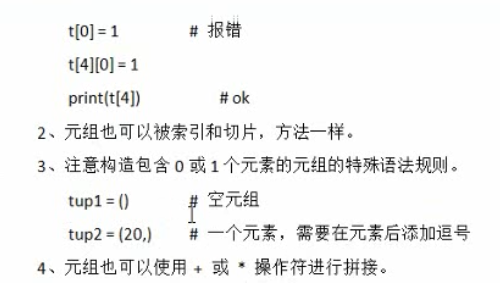 t[0] = 1 # 报错
t[4][0] = 1
print(t[4]) # ok
2、元组也可以被索引和切片，方法一样。
3、注意构造包含 0 或 1 个元素的元组的特殊语法规则。
tup1 = () # 空元组
tup2 = (20,) # 一个元素，需要在元素后添加逗号
4、元组也可以使用 + 或 * 操作符进行拼接。